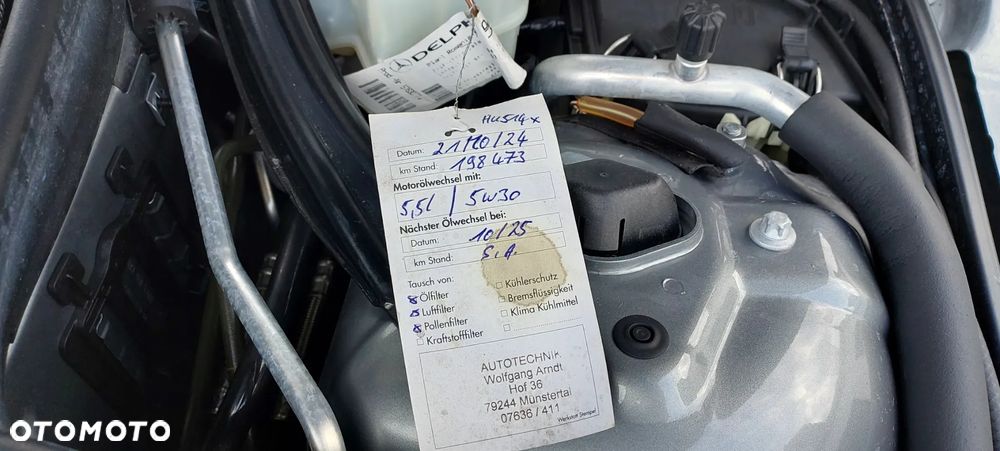 DELPHI
HU514x
Datum: 21/10/24
km Stand: 198473
Motorölwechsel mit:
5,5l / 5w30
Nächster Ölwechsel bei:
Datum: 10/25
km Stand: S.A.
Tausch von:
Ölfilter
Luftfilter
Pollenfilter
Kraftstofffilter
Kühlerschutz
Bremsflüssigkeit
Klima Kühlmittel
AUTOTECHNIK
Wolfgang Arndt
Hof 36
79244 Münstertal
07636 / 411
Werkstatt Stempel
OTOMOTO